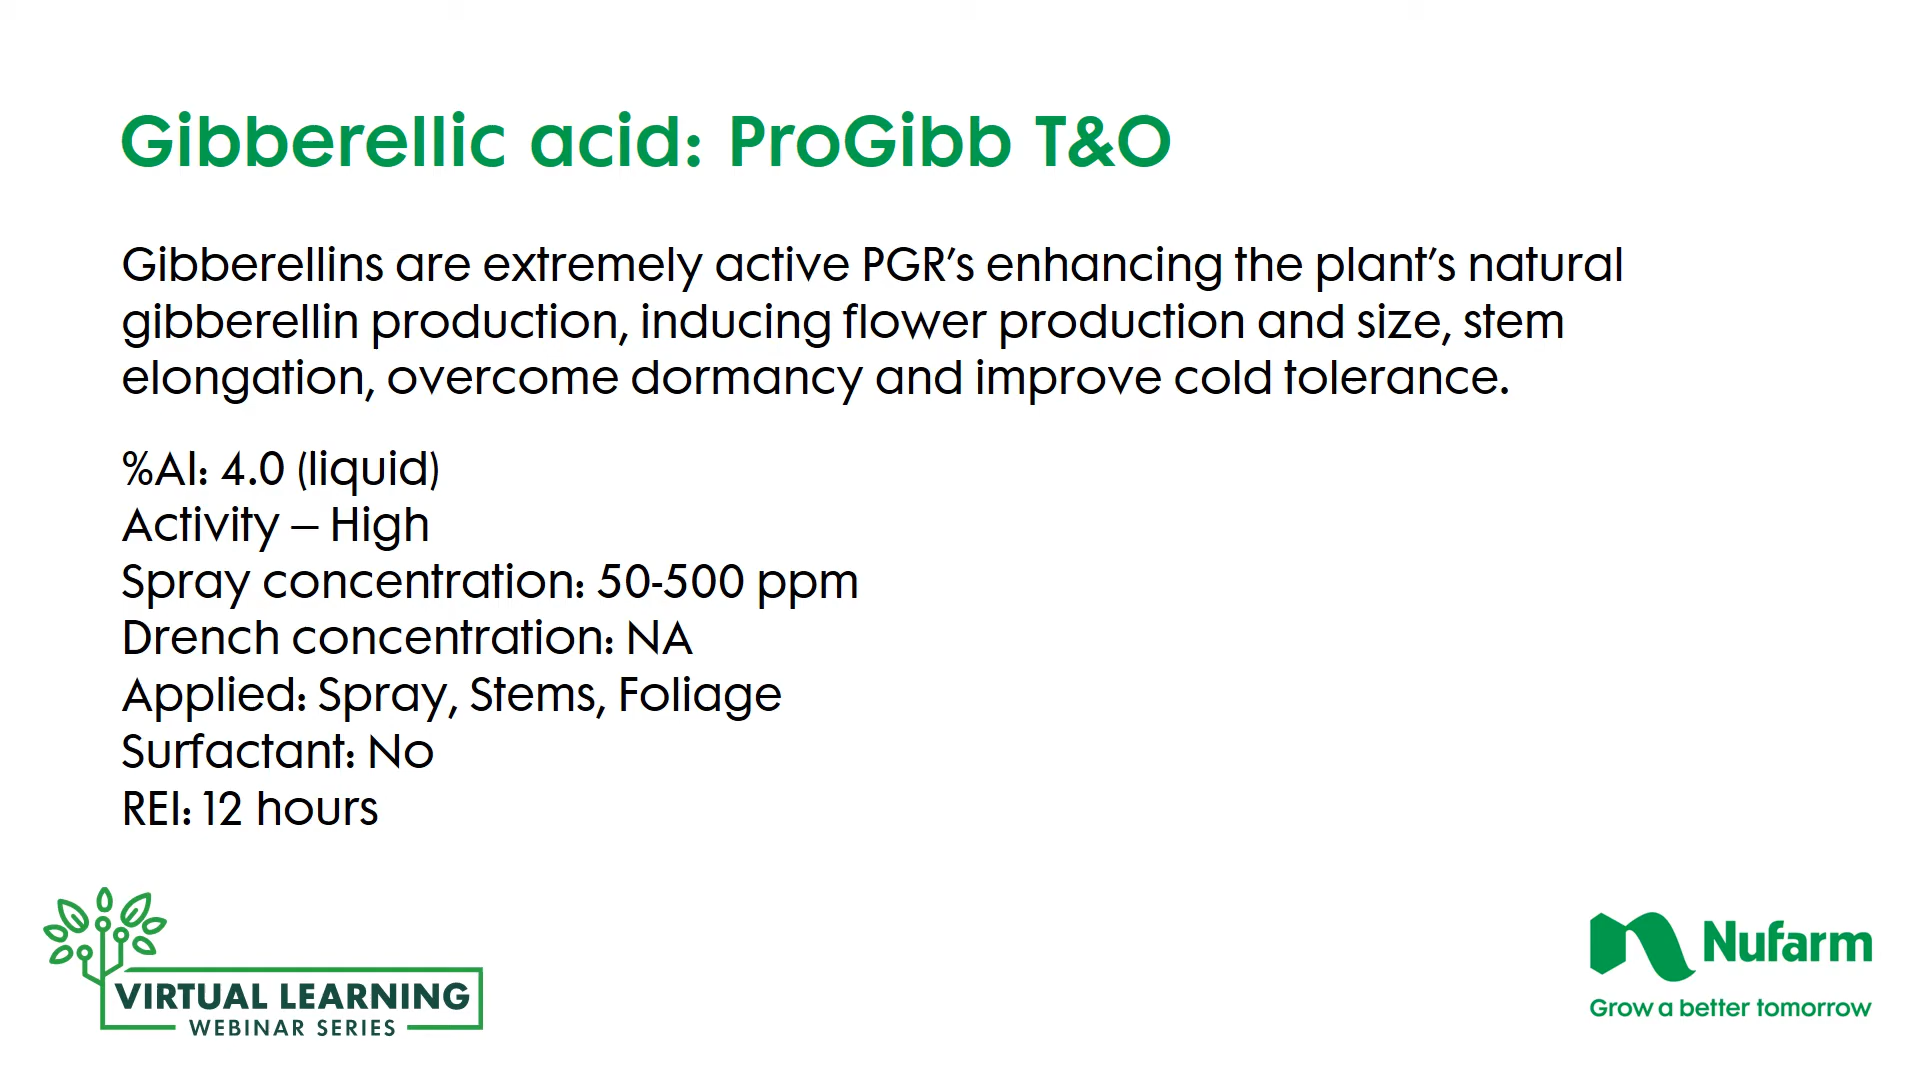 Gibberellic acid: ProGibb T&O
Gibberellins are extremely active PGR’s enhancing the plant’s natural
gibberellin production, inducing flower production and size, stem
elongation, overcome dormancy and improve cold tolerance.
%AI: 4.0 (liquid)
Activity – High
Spray concentration: 50-500 ppm
Drench concentration: NA
Applied: Spray, Stems, Foliage
Surfactant: No
REI: 12 hours
VIRTUAL LEARNING
WEBINAR SERIES
Nufarm
Grow a better tomorrow